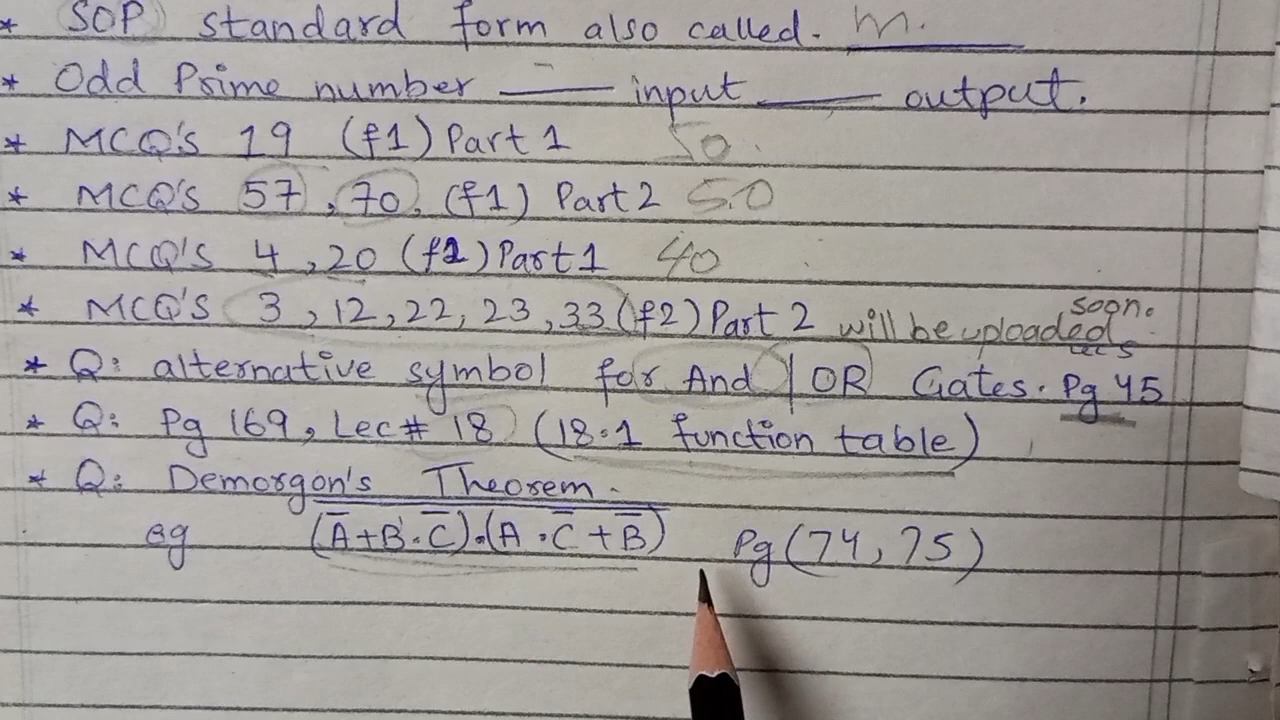 * SOP standard form also called. m.
* Odd Prime number ___ input ___ output.
* MCQ's 19 (f1) Part 1 50
* MCQ's 57, 70. (f1) Part 2 50
* MCQ's 4, 20 (f2) Part 1 40
* MCQ's 3, 12, 22, 23, 33 (f2) Part 2 will be uploaded soon.
* Q: alternative symbol for And / OR Gates. Pg 45
* Q: Pg 169, Lec# 18 (18.1 function table)
* Q: Demorgon's Theorem.
eg (A̅+B·C̅)·(A·C̅+B̅) Pg (74, 75)